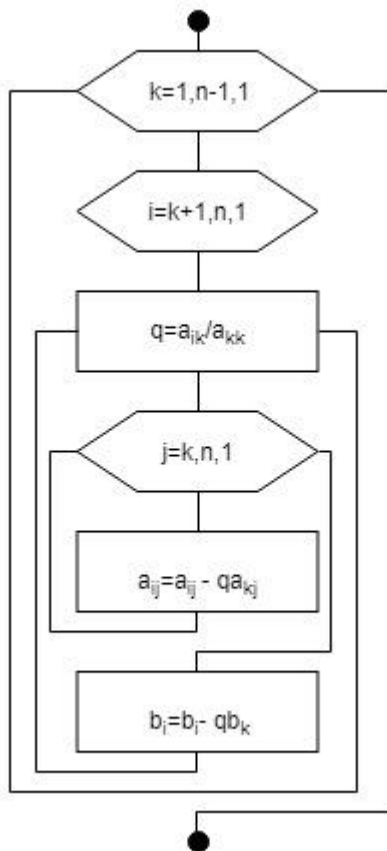 k=1,n-1,1
i=k+1,n,1
q=aᵢₖ/aₖₖ
j=k,n,1
aᵢⱼ=aᵢⱼ - qaₖⱼ
bᵢ=bᵢ- qbₖ